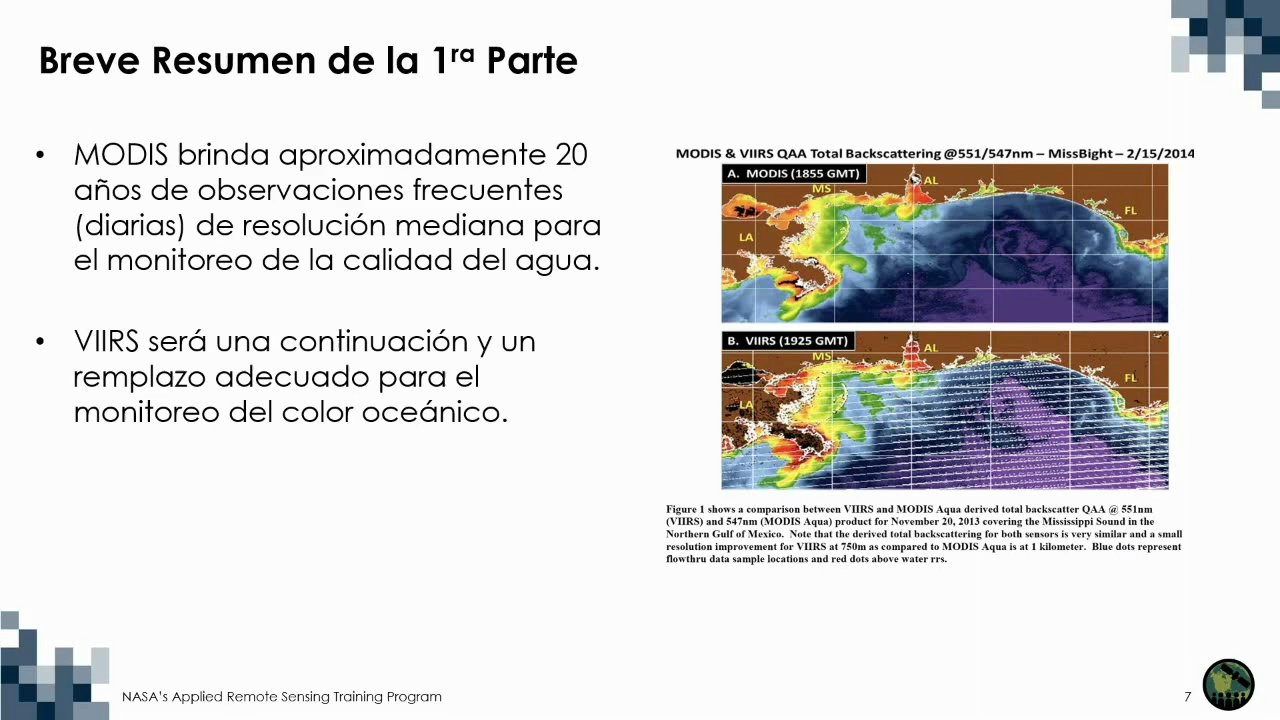 Breve Resumen de la 1ra Parte
• MODIS brinda aproximadamente 20
años de observaciones frecuentes
(diarias) de resolución mediana para
el monitoreo de la calidad del agua.
• VIIRS será una continuación y un
remplazo adecuado para el
monitoreo del color oceánico.
MODIS & VIIRS QAA Total Backscattering @551/547nm – MissBight – 2/15/2014
A. MODIS (1855 GMT)
MS
AL
FL
LA
B. VIIRS (1925 GMT)
MS
AL
FL
LA
Figure 1 shows a comparison between VIIRS and MODIS Aqua derived total backscatter QAA @ 551nm
(VIIRS) and 547nm (MODIS Aqua) product for November 20, 2013 covering the Mississippi Sound in the
Northern Gulf of Mexico. Note that the derived total backscattering for both sensors is very similar and a small
resolution improvement for VIIRS at 750m as compared to MODIS Aqua is at 1 kilometer. Blue dots represent
flowthru data sample locations and red dots above water rrs.
NASA's Applied Remote Sensing Training Program
7